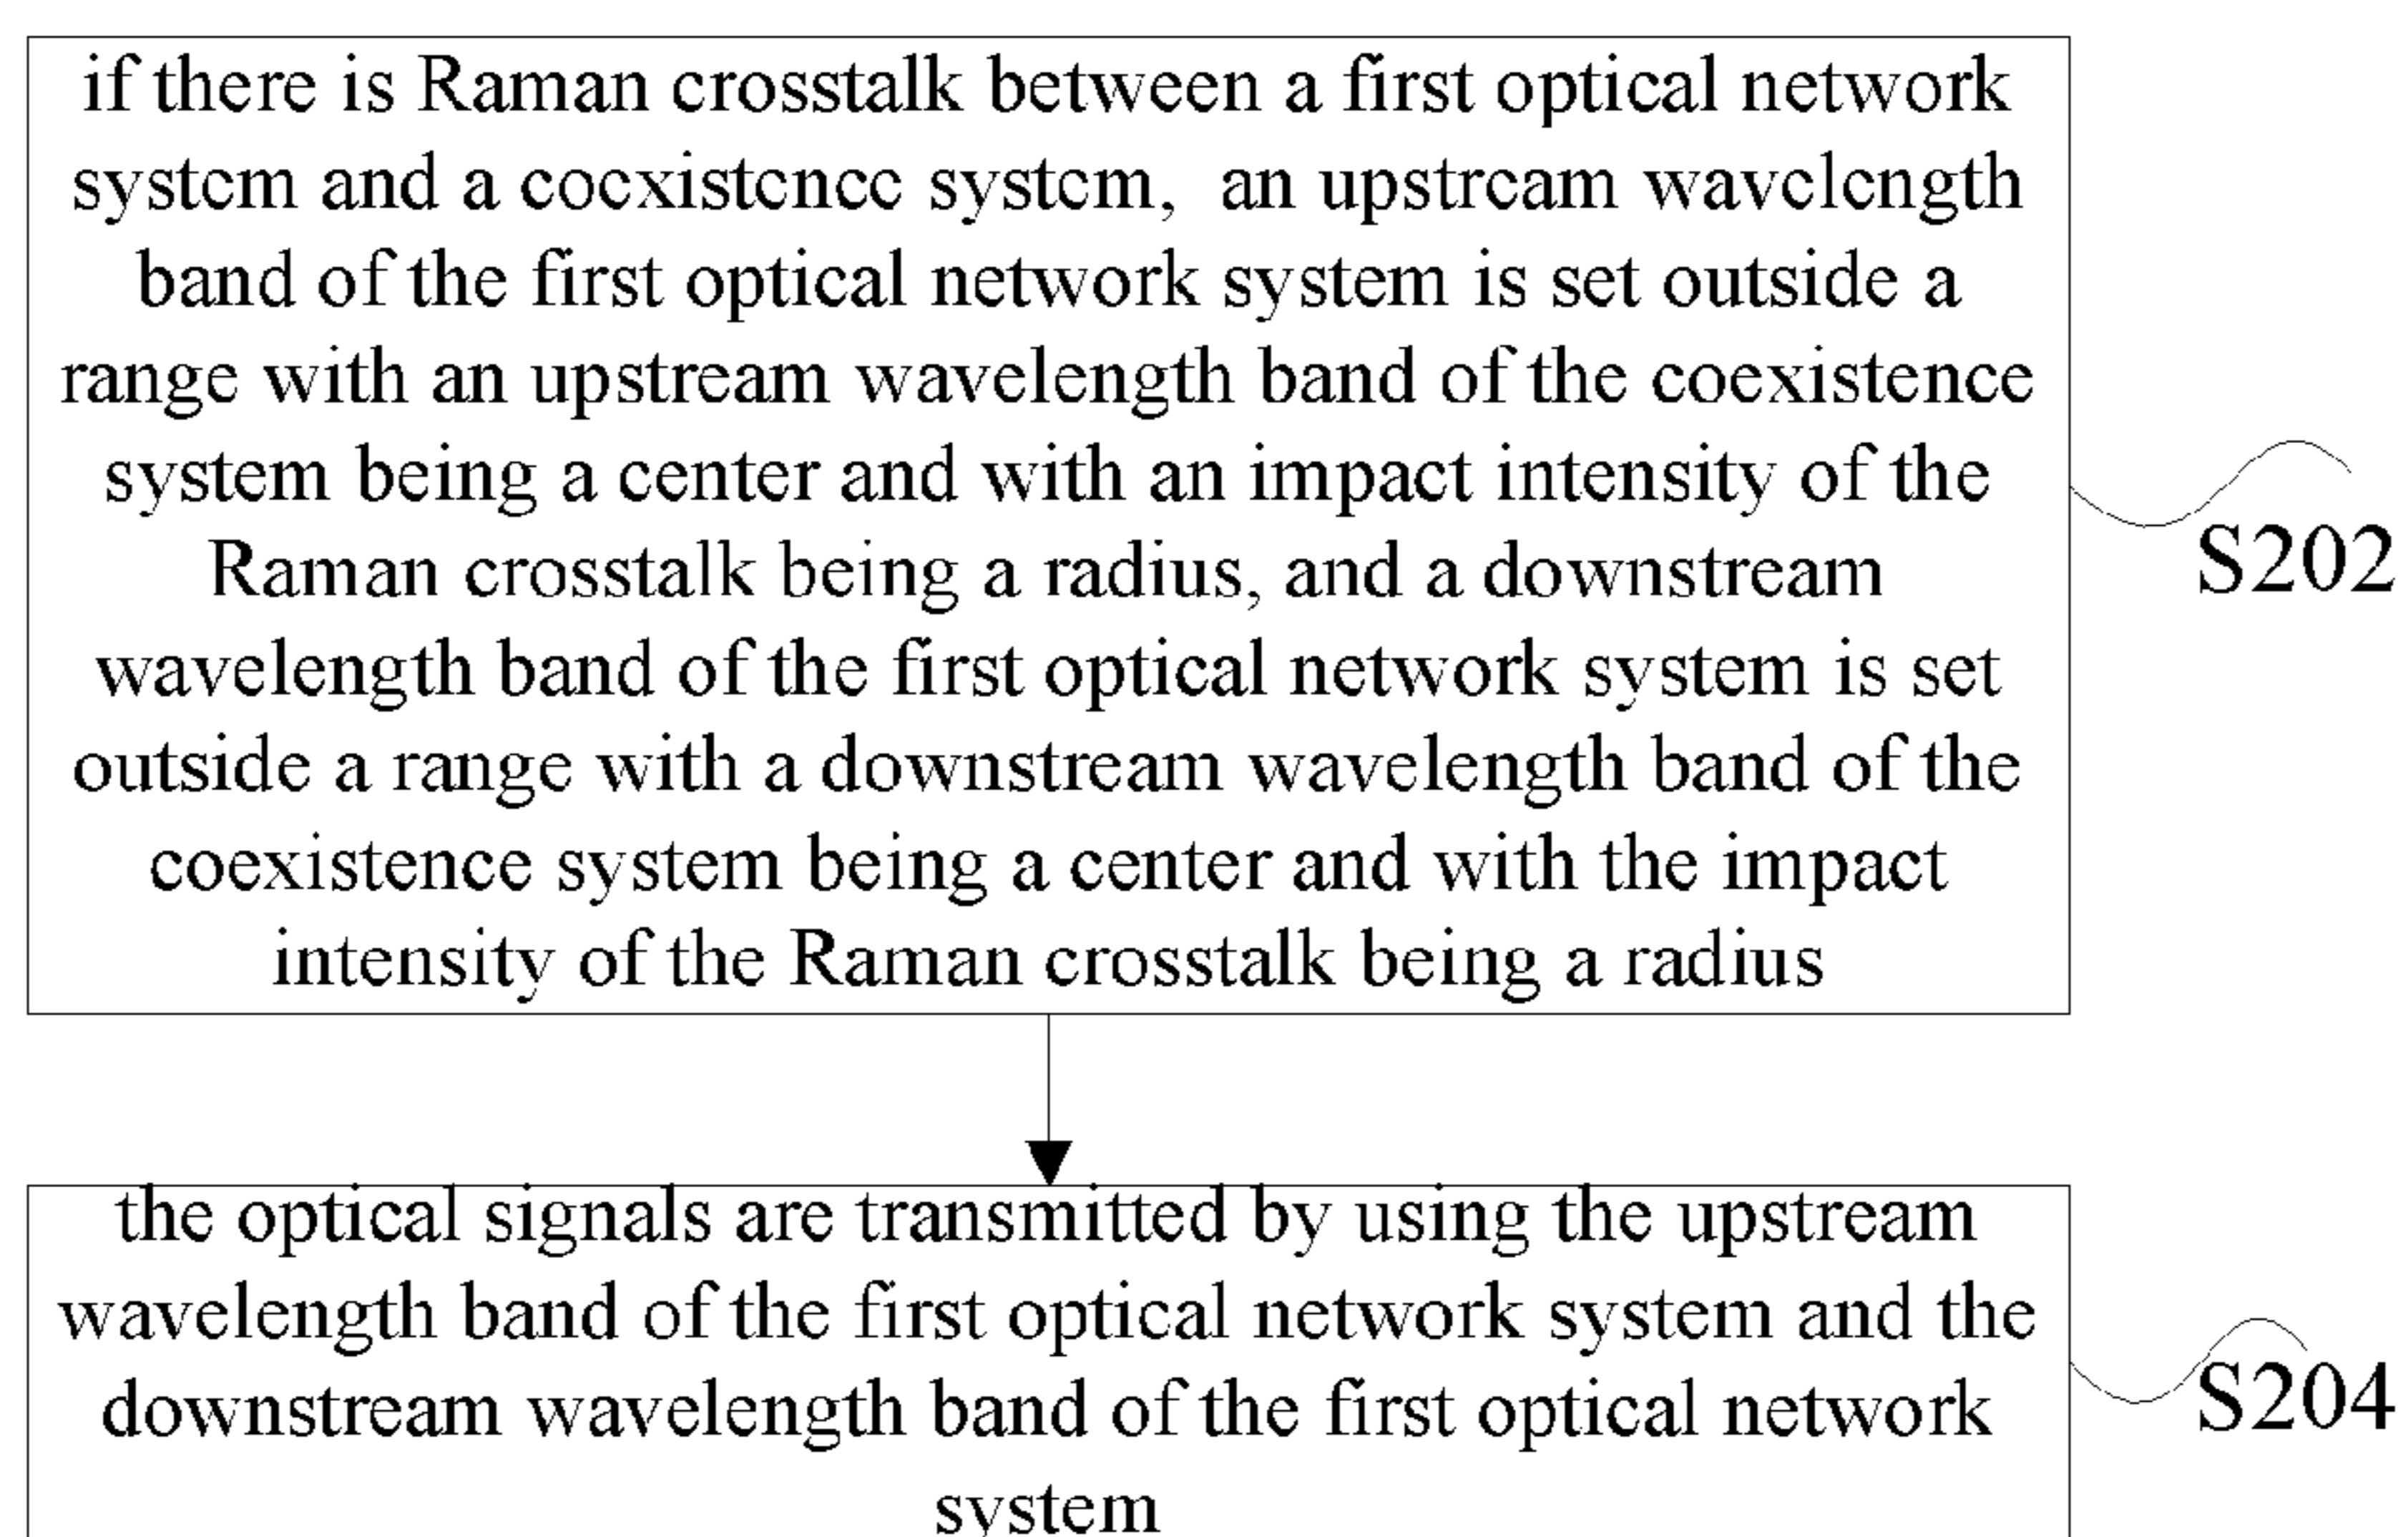 if there is Raman crosstalk between a first optical network
system and a coexistence system, an upstream wavelength
band of the first optical network system is set outside a
range with an upstream wavelength band of the coexistence
system being a center and with an impact intensity of the
Raman crosstalk being a radius, and a downstream
wavelength band of the first optical network system is set
outside a range with a downstream wavelength band of the
coexistence system being a center and with the impact
intensity of the Raman crosstalk being a radius
S202
the optical signals are transmitted by using the upstream
wavelength band of the first optical network system and the
downstream wavelength band of the first optical network
system
S204